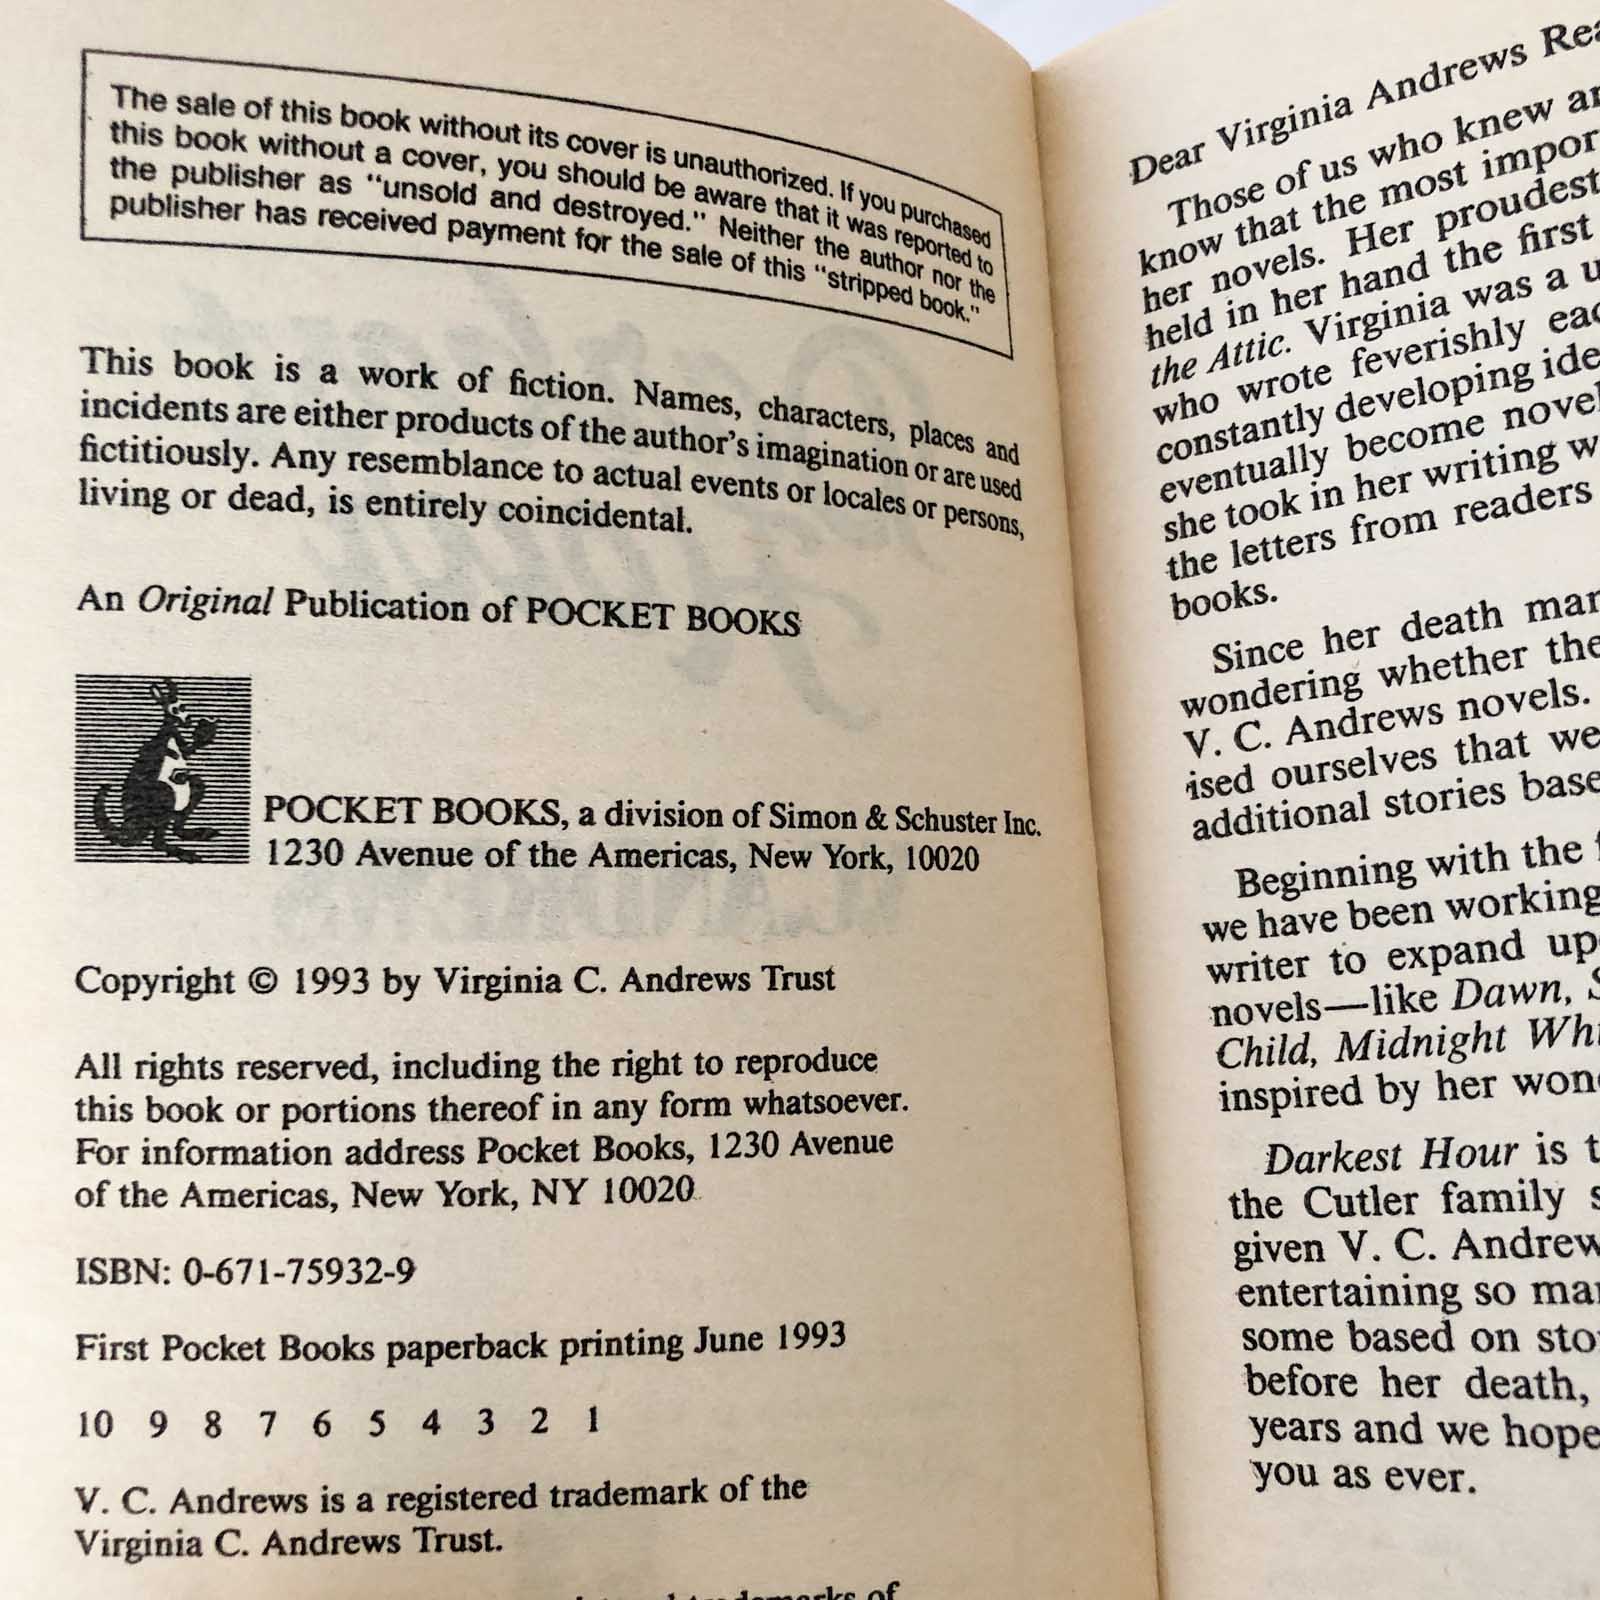 The sale of this book without its cover is unauthorized. If you purchased
this book without a cover, you should be aware that it was reported to
the publisher as "unsold and destroyed." Neither the author nor the
publisher has received payment for the sale of this "stripped book."
This book is a work of fiction. Names, characters, places and
incidents are either products of the author's imagination or are used
fictitiously. Any resemblance to actual events or locales or persons,
living or dead, is entirely coincidental.
An Original Publication of POCKET BOOKS
POCKET BOOKS, a division of Simon & Schuster Inc.
1230 Avenue of the Americas, New York, 10020
Copyright © 1993 by Virginia C. Andrews Trust
All rights reserved, including the right to reproduce
this book or portions thereof in any form whatsoever.
For information address Pocket Books, 1230 Avenue
of the Americas, New York, NY 10020
ISBN: 0-671-75932-9
First Pocket Books paperback printing June 1993
10 9 8 7 6 5 4 3 2 1
V. C. Andrews is a registered trademark of the
Virginia C. Andrews Trust.
trademarks of
Dear Virginia Andrews
Those of us who knew
know that the most
her novels. Her proudest
held in her hand the first
the Attic. Virginia was a
who wrote feverishly
constantly developing
eventually become
she took in her writing
the letters from readers
books.
Since her death
wondering whether
V. C. Andrews novels.
ised ourselves that we
additional stories
Beginning with the
we have been working
writer to expand
novels—like Dawn,
Child, Midnight
inspired by her
Darkest Hour is
the Cutler family
given V. C.
entertaining so
some based on
before her death,
years and we hope
you as ever.